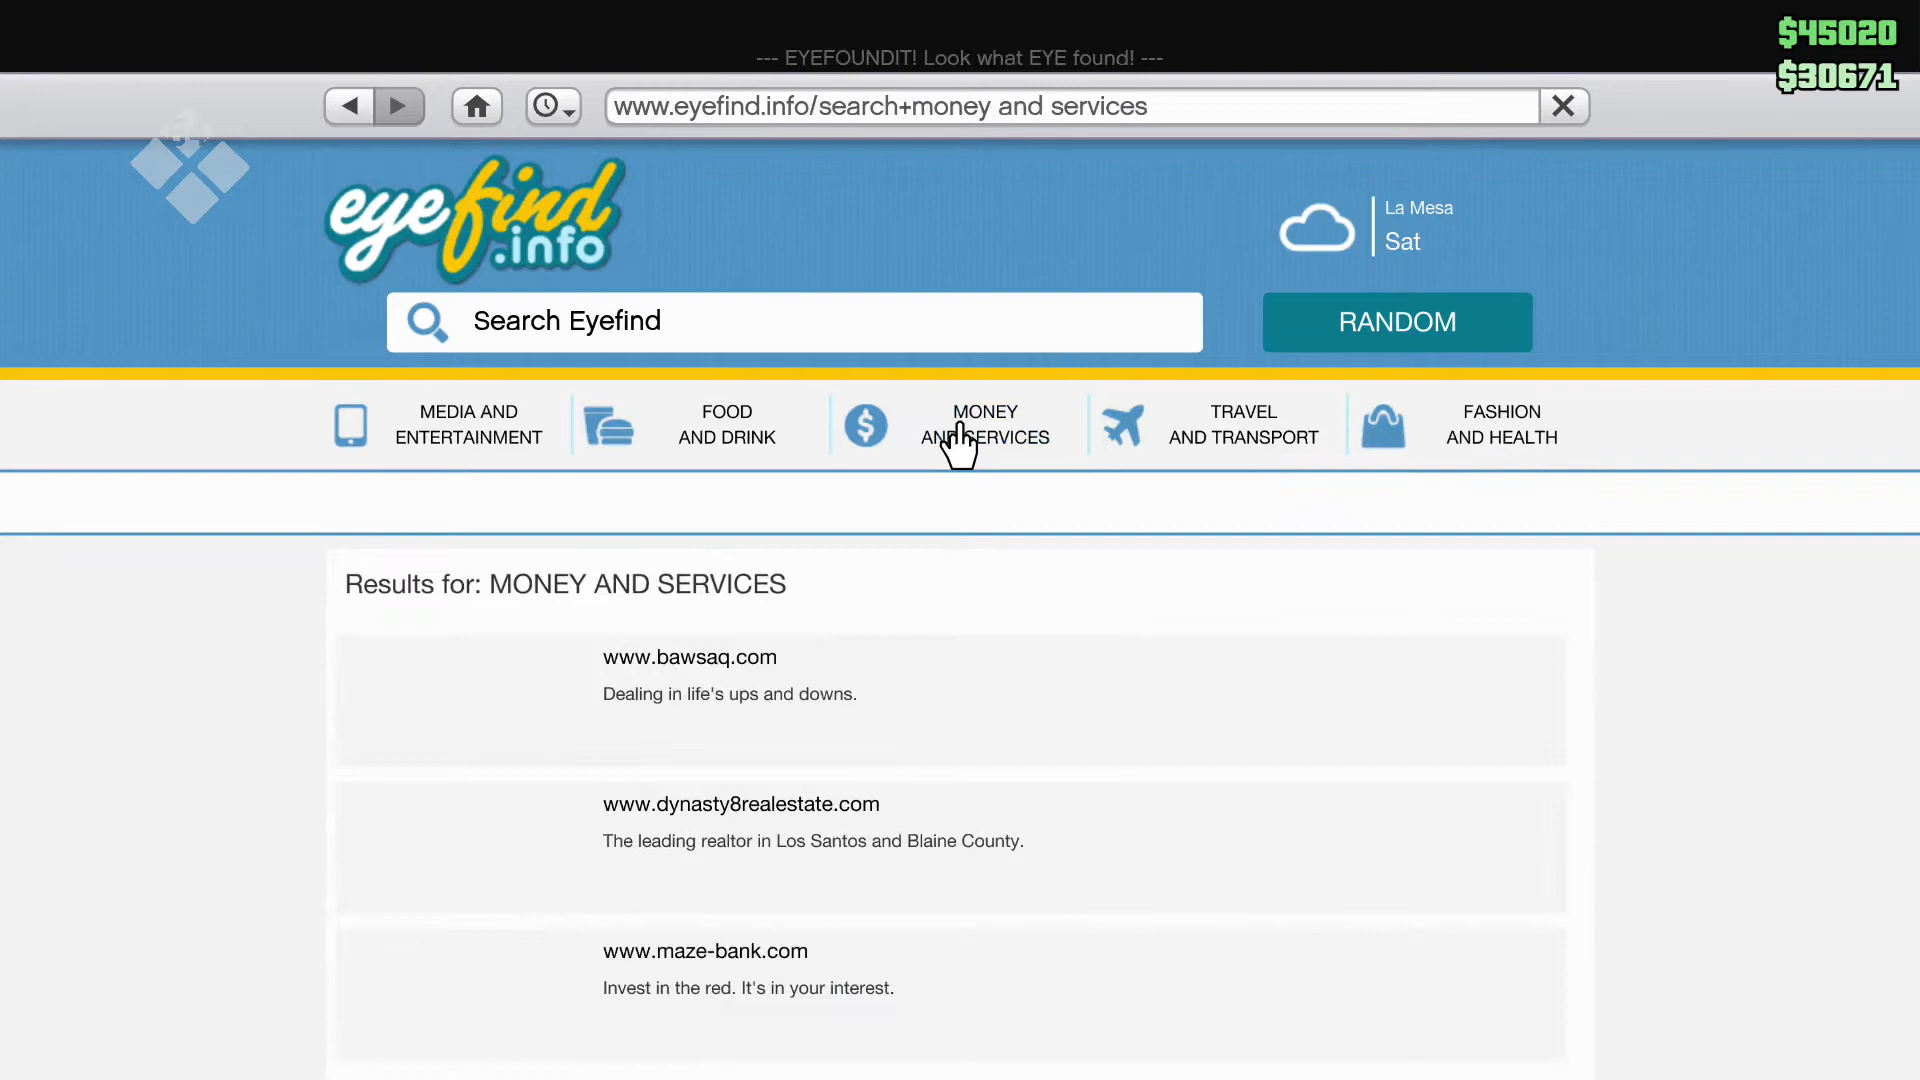 $45020
--- EYEFOUNDIT! Look what EYE found! ---
$30671
www.eyefind.info/search+money and services
eyefind
.info
La Mesa
Sat
Search Eyefind
RANDOM
MEDIA AND
ENTERTAINMENT
FOOD
AND DRINK
MONEY
AND SERVICES
TRAVEL
AND TRANSPORT
FASHION
AND HEALTH
Results for: MONEY AND SERVICES
www.bawsaq.com
Dealing in life's ups and downs.
www.dynasty8realestate.com
The leading realtor in Los Santos and Blaine County.
www.maze-bank.com
Invest in the red. It's in your interest.